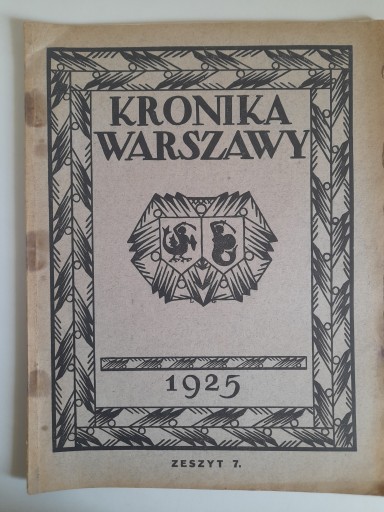 KRONIKA
WARSZAWY
1925
ZESZYT 7.